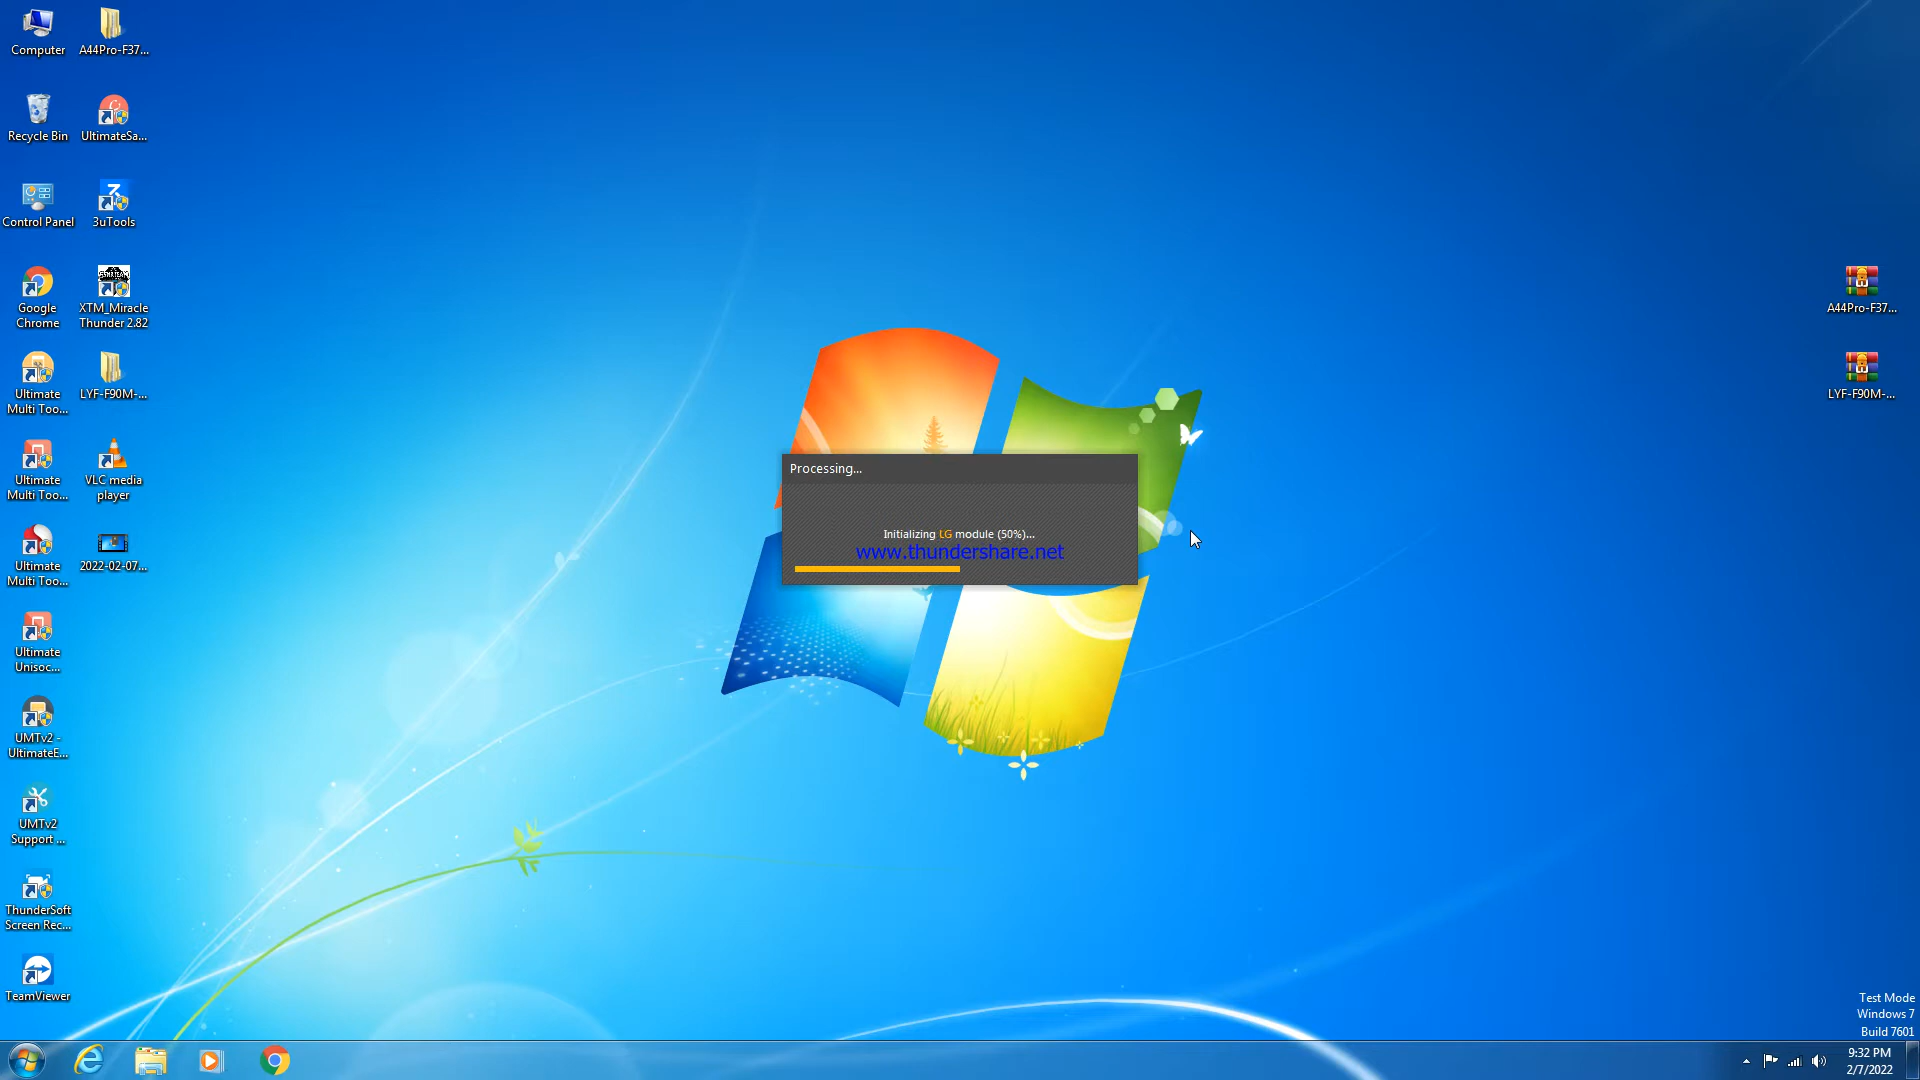 Computer
A44Pro-F37...
Recycle Bin
UltimateSa...
Control Panel
3uTools
Google
Chrome
XTM_Miracle
Thunder 2.82
Ultimate
Multi Too...
LYF-F90M-...
Ultimate
Multi Too...
VLC media
player
Ultimate
Multi Too...
2022-02-07...
Ultimate
Unisoc...
UMTv2 -
UltimateE...
UMTv2
Support ...
ThunderSoft
Screen Rec...
TeamViewer
Processing...
Initializing LG module (50%)...
www.thundershare.net
A44Pro-F37...
LYF-F90M-...
Test Mode
Windows 7
Build 7601
9:32 PM
2/7/2022